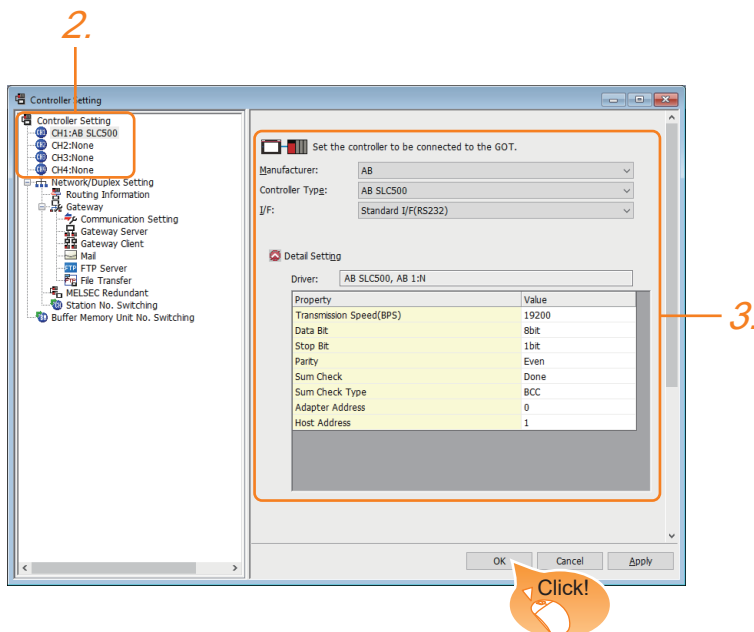 2.
Controller Setting
Controller Setting
CH1:AB SLC500
CH2:None
CH3:None
CH4:None
Network/Duplex Setting
Routing Information
Gateway
Communication Setting
Gateway Server
Gateway Client
Mail
FTP Server
File Transfer
MELSEC Redundant
Station No. Switching
Buffer Memory Unit No. Switching
Set the controller to be connected to the GOT.
Manufacturer: AB
Controller Type: AB SLC500
I/F: Standard I/F(RS232)
Detail Setting
Driver: AB SLC500, AB 1:N
Property Value
Transmission Speed(BPS) 19200
Data Bit 8bit
Stop Bit 1bit
Parity Even
Sum Check Done
Sum Check Type BCC
Adapter Address 0
Host Address 1
3.
OK Cancel Apply
Click!